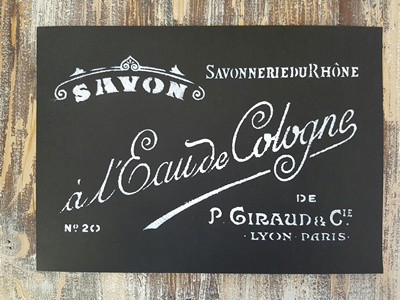 SAVON
SAVONNERIE DU RHÔNE
à l'Eau de Cologne
DE
Nº 20
P. GIRAUD & CIE
· LYON · PARIS ·